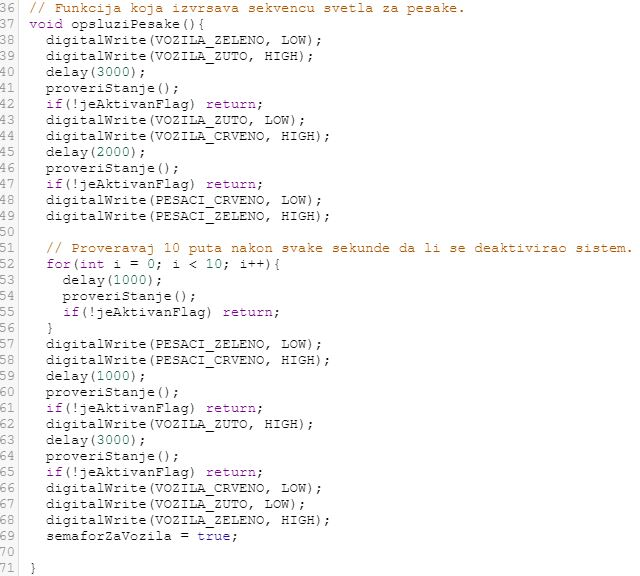 36 // Funkcija koja izvrsava sekvencu svetla za pesake.
37 void opsluziPesake(){
38   digitalWrite(VOZILA_ZELENO, LOW);
39   digitalWrite(VOZILA_ZUTO, HIGH);
40   delay(3000);
41   proveriStanje();
42   if(!jeAktivanFlag) return;
43   digitalWrite(VOZILA_ZUTO, LOW);
44   digitalWrite(VOZILA_CRVENO, HIGH);
45   delay(2000);
46   proveriStanje();
47   if(!jeAktivanFlag) return;
48   digitalWrite(PESACI_CRVENO, LOW);
49   digitalWrite(PESACI_ZELENO, HIGH);
50
51   // Proveravaj 10 puta nakon svake sekunde da li se deaktivirao sistem.
52   for(int i = 0; i < 10; i++){
53     delay(1000);
54     proveriStanje();
55     if(!jeAktivanFlag) return;
56   }
57   digitalWrite(PESACI_ZELENO, LOW);
58   digitalWrite(PESACI_CRVENO, HIGH);
59   delay(1000);
60   proveriStanje();
61   if(!jeAktivanFlag) return;
62   digitalWrite(VOZILA_ZUTO, HIGH);
63   delay(3000);
64   proveriStanje();
65   if(!jeAktivanFlag) return;
66   digitalWrite(VOZILA_CRVENO, LOW);
67   digitalWrite(VOZILA_ZUTO, LOW);
68   digitalWrite(VOZILA_ZELENO, HIGH);
69   semaforZaVozila = true;
70
71 }